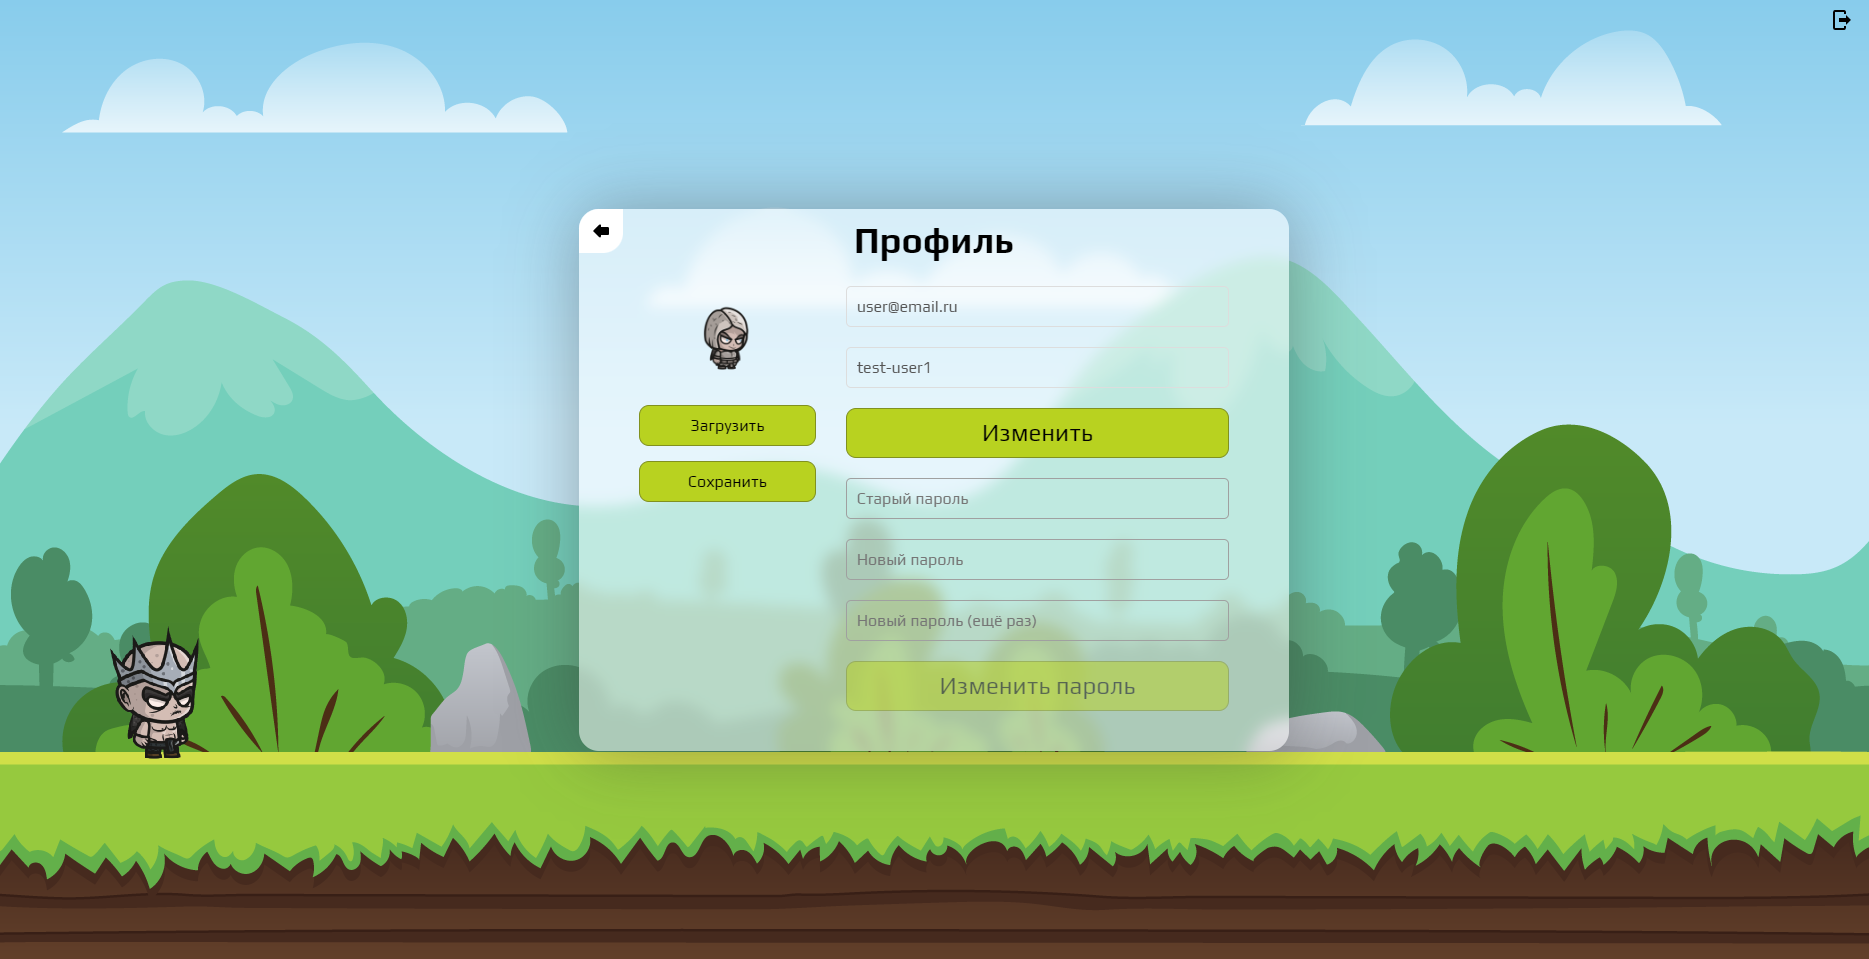 Профиль
user@email.ru
test-user1
Загрузить
Изменить
Сохранить
Старый пароль
Новый пароль
Новый пароль (ещё раз)
Изменить пароль